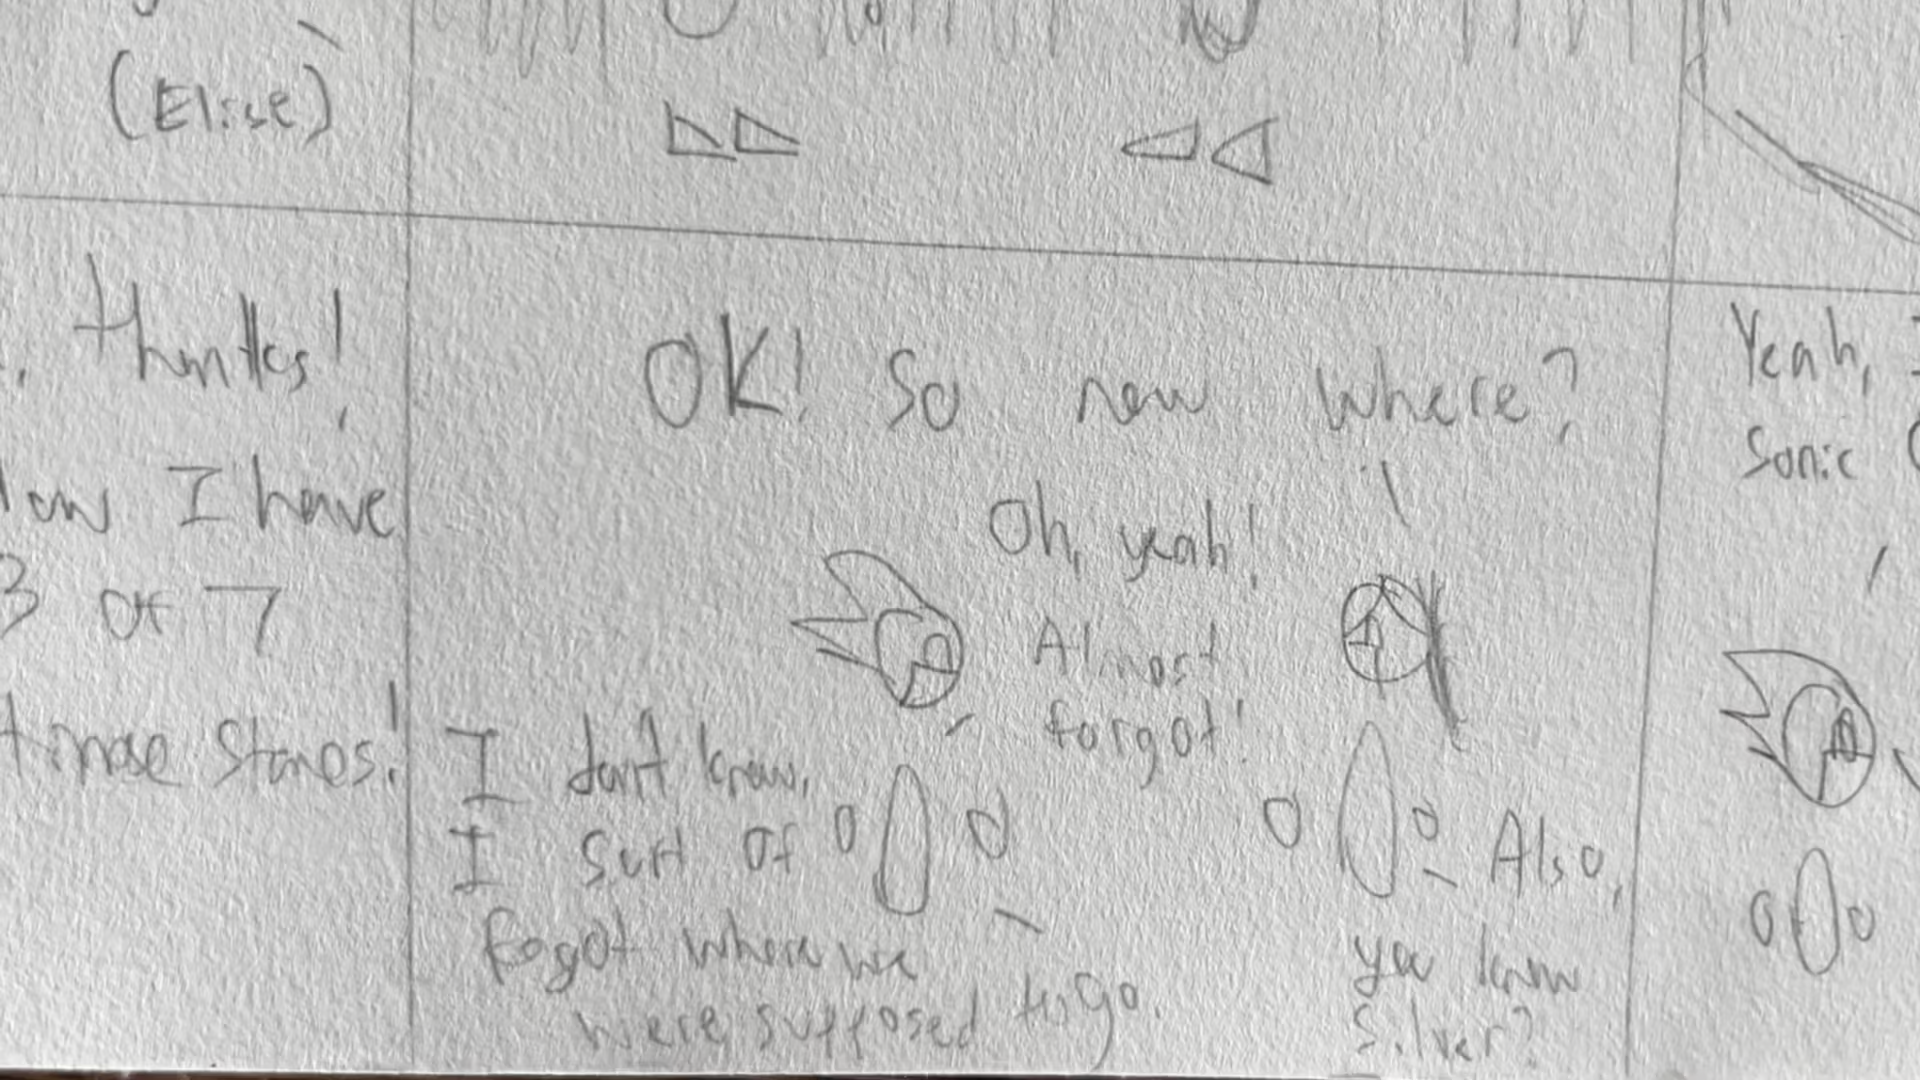 (Elise)
thanks!
I have
3 of 7
stones!
OK! So now where?
Oh, yeah!
Almost
forgot!
I don't know,
I sort of
fogot where we
were supposed to go.
Also,
you know
Silver?
Yeah,
Sonic